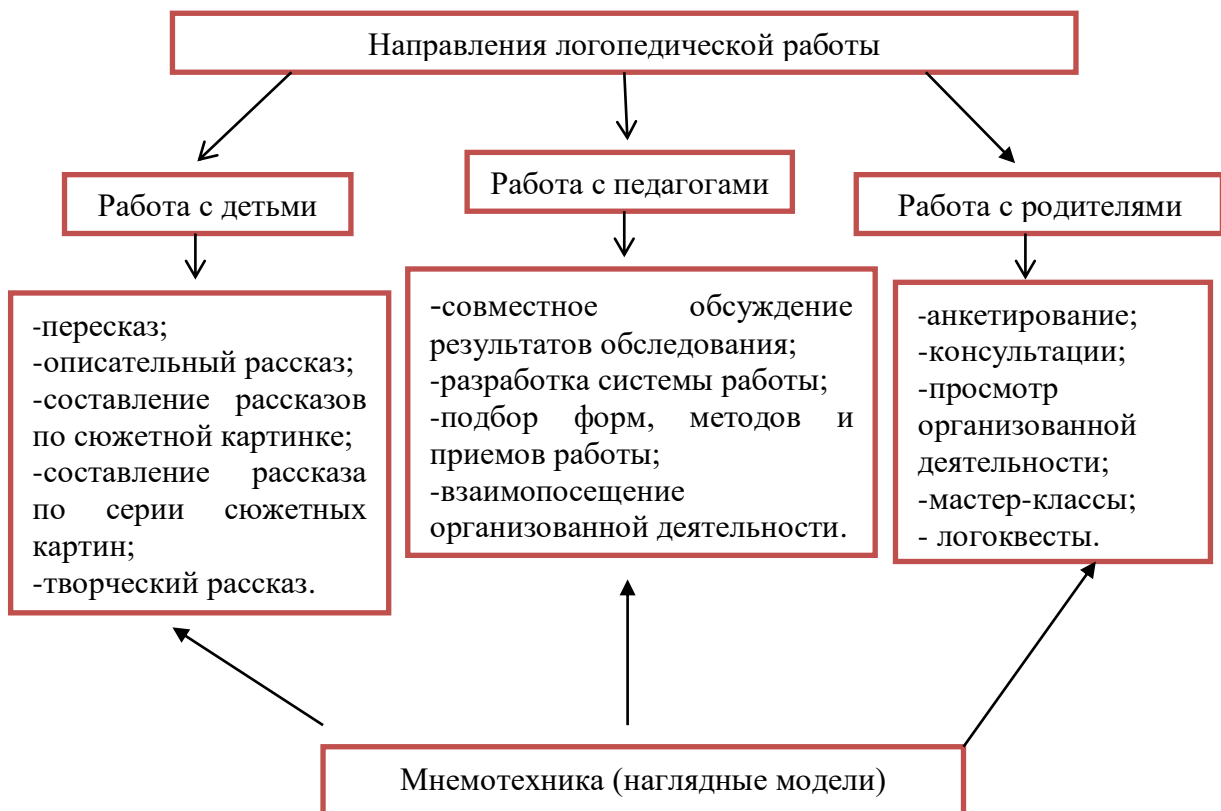 Направления логопедической работы
Работа с детьми
Работа с педагогами
Работа с родителями
-пересказ;
-описательный рассказ;
-составление рассказов
по сюжетной картинке;
-составление рассказа
по серии сюжетных
картин;
-творческий рассказ.
-совместное обсуждение
результатов обследования;
-разработка системы работы;
-подбор форм, методов и
приемов работы;
-взаимопосещение
организованной деятельности.
-анкетирование;
-консультации;
-просмотр
организованной
деятельности;
-мастер-классы;
- логоквесты.
Мнемотехника (наглядные модели)